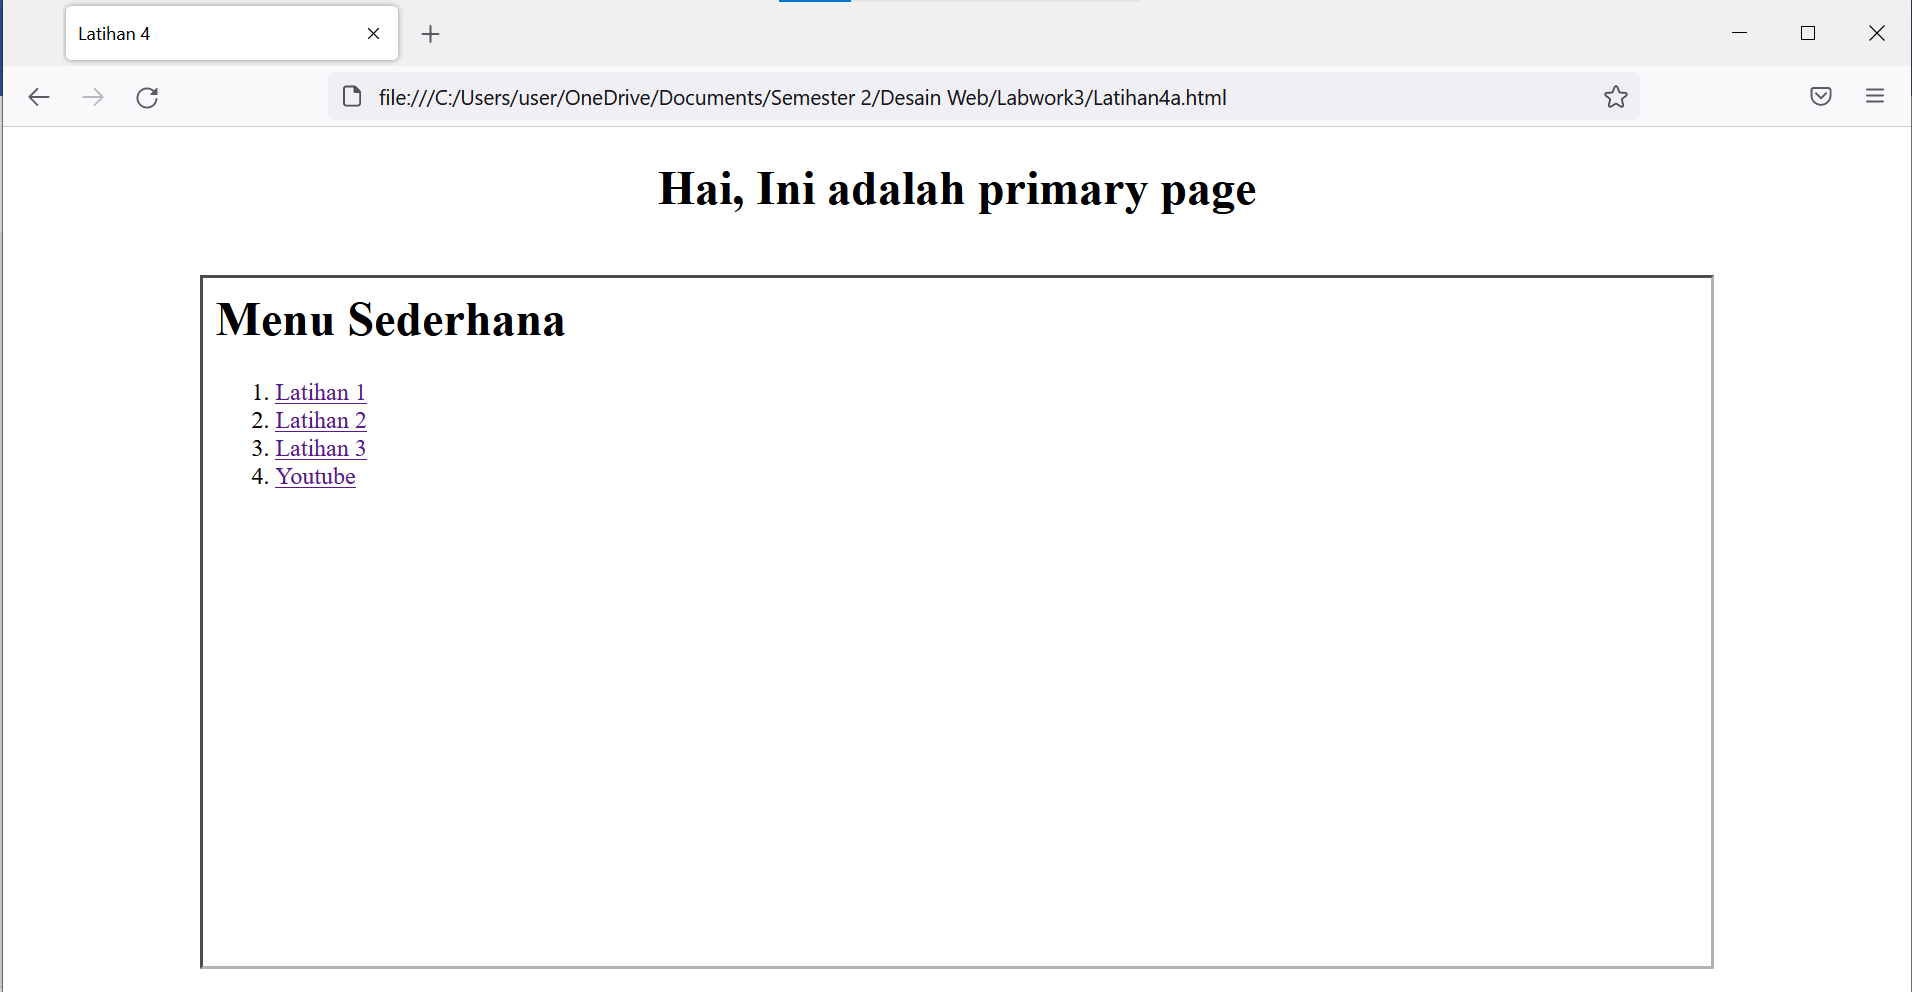 Latihan 4
file:///C:/Users/user/OneDrive/Documents/Semester 2/Desain Web/Labwork3/Latihan4a.html
Hai, Ini adalah primary page
Menu Sederhana
1. Latihan 1
2. Latihan 2
3. Latihan 3
4. Youtube